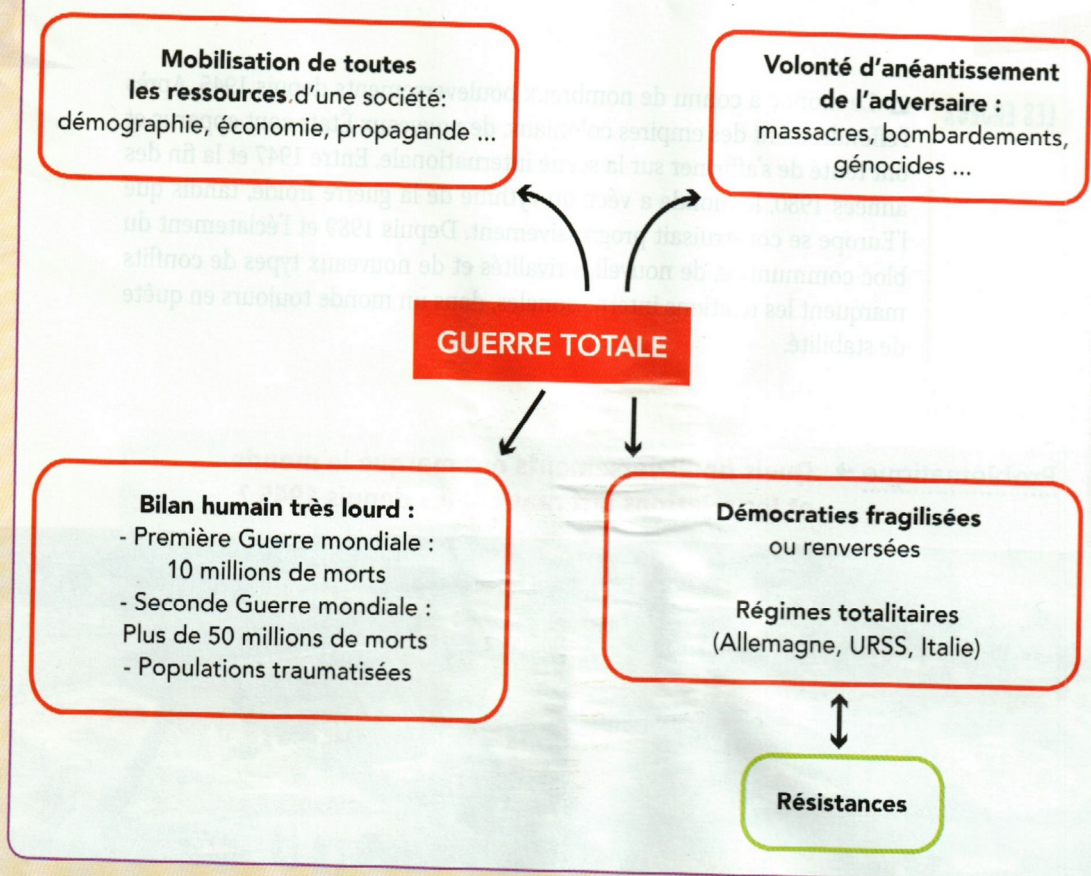 Mobilisation de toutes
les ressources d'une société:
démographie, économie, propagande ...
Volonté d'anéantissement
de l'adversaire :
massacres, bombardements,
génocides ...
GUERRE TOTALE
Bilan humain très lourd :
- Première Guerre mondiale :
10 millions de morts
- Seconde Guerre mondiale :
Plus de 50 millions de morts
- Populations traumatisées
Démocraties fragilisées
ou renversées
Régimes totalitaires
(Allemagne, URSS, Italie)
Résistances